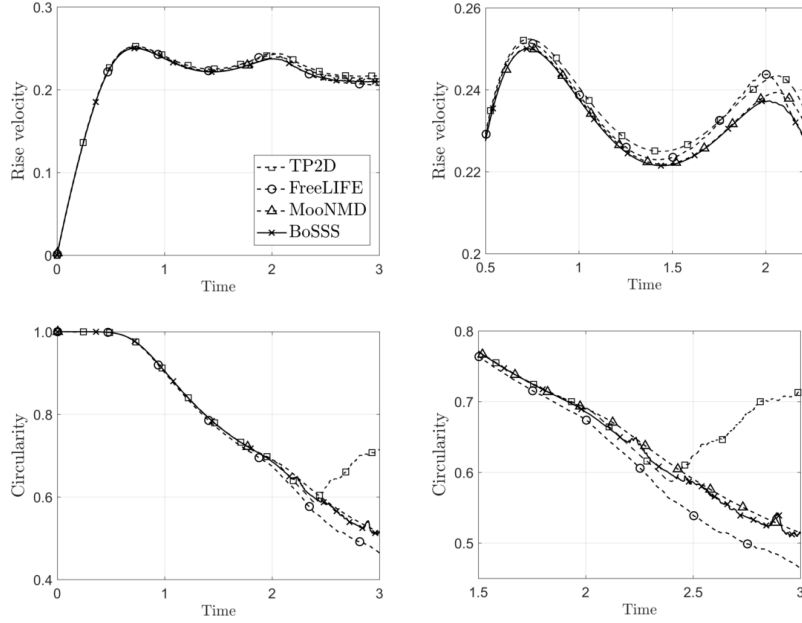 0.3
0.2
0.1
0
Rise velocity
TP2D
FreeLIFE
MooNMD
BoSSS
0
1
2
3
Time
0.26
0.24
0.22
0.2
Rise velocity
0.5
1
1.5
2
Time
1.0
0.8
0.6
0.4
Circularity
0
1
2
3
Time
0.8
0.7
0.6
0.5
Circularity
1.5
2
2.5
3
Time